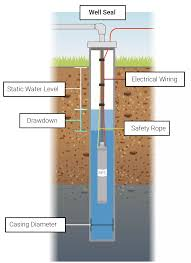 Well Seal
Electrical Wiring
Static Water Level
Drawdown
Safety Rope
Casing Diameter